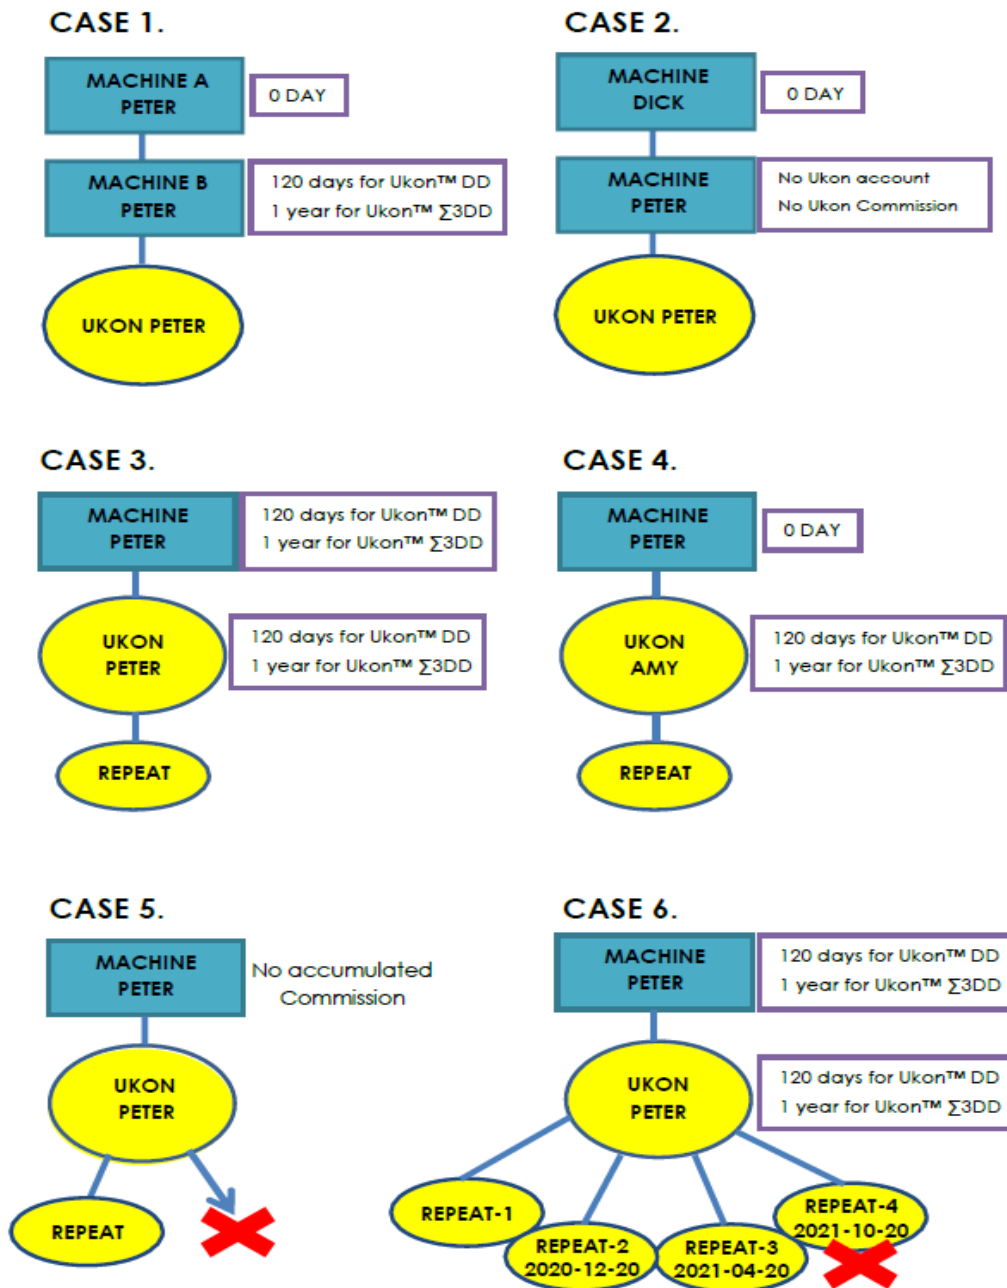 CASE 1.
MACHINE A
PETER
0 DAY
MACHINE B
PETER
120 days for Ukon™ DD
1 year for Ukon™ ∑3DD
UKON PETER
CASE 2.
MACHINE
DICK
0 DAY
MACHINE
PETER
No Ukon account
No Ukon Commission
UKON PETER
CASE 3.
MACHINE
PETER
120 days for Ukon™ DD
1 year for Ukon™ ∑3DD
UKON
PETER
120 days for Ukon™ DD
1 year for Ukon™ ∑3DD
REPEAT
CASE 4.
MACHINE
PETER
0 DAY
UKON
AMY
120 days for Ukon™ DD
1 year for Ukon™ ∑3DD
REPEAT
CASE 5.
MACHINE
PETER
No accumulated
Commission
UKON
PETER
REPEAT
CASE 6.
MACHINE
PETER
120 days for Ukon™ DD
1 year for Ukon™ ∑3DD
UKON
PETER
120 days for Ukon™ DD
1 year for Ukon™ ∑3DD
REPEAT-1
REPEAT-2
2020-12-20
REPEAT-3
2021-04-20
REPEAT-4
2021-10-20